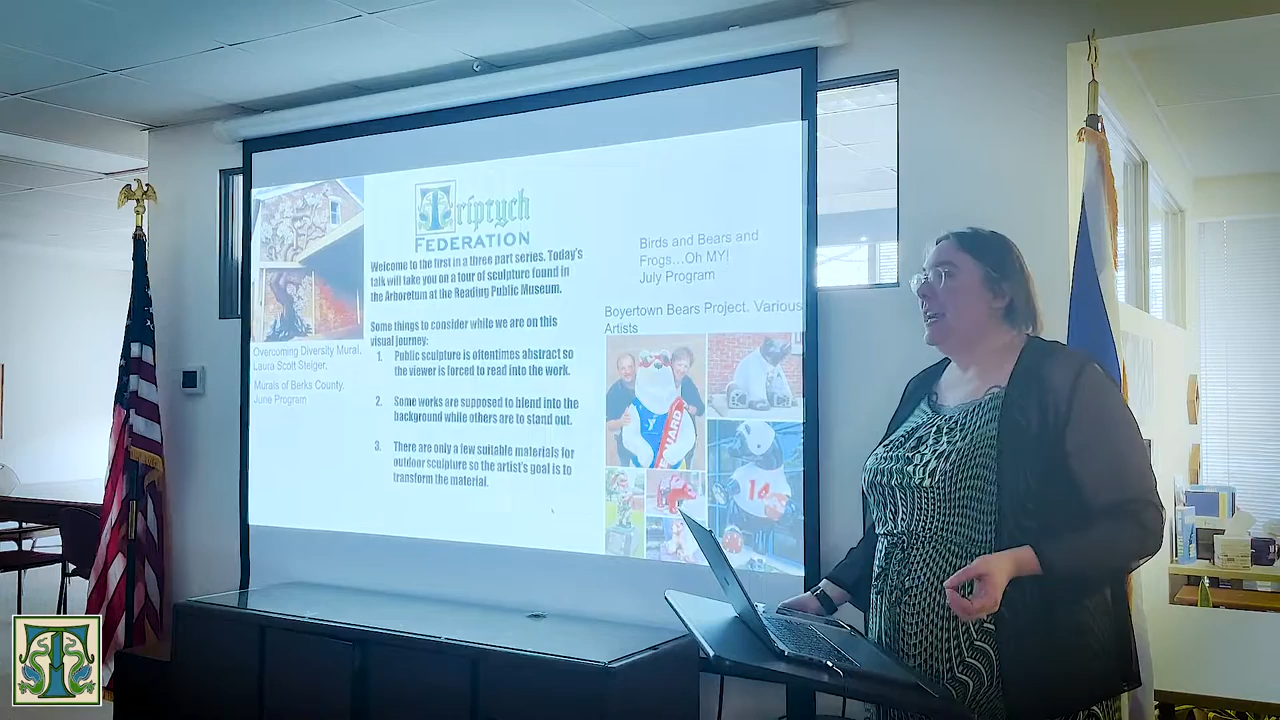 Triptych
FEDERATION
Welcome to the first in a three part series. Today's
talk will take you on a tour of sculpture found in
the Arboretum at the Reading Public Museum.
Some things to consider while we are on this
visual journey:
1. Public sculpture is oftentimes abstract so
the viewer is forced to read into the work.
2. Some works are supposed to blend into the
background while others are to stand out.
3. There are only a few suitable materials for
outdoor sculpture so the artist's goal is to
transform the material.
Overcoming Diversity Mural.
Laura Scott Steiger.
Murals of Berks County.
June Program
Birds and Bears and
Frogs...Oh MY!
July Program
Boyertown Bears Project. Various
Artists
14
T